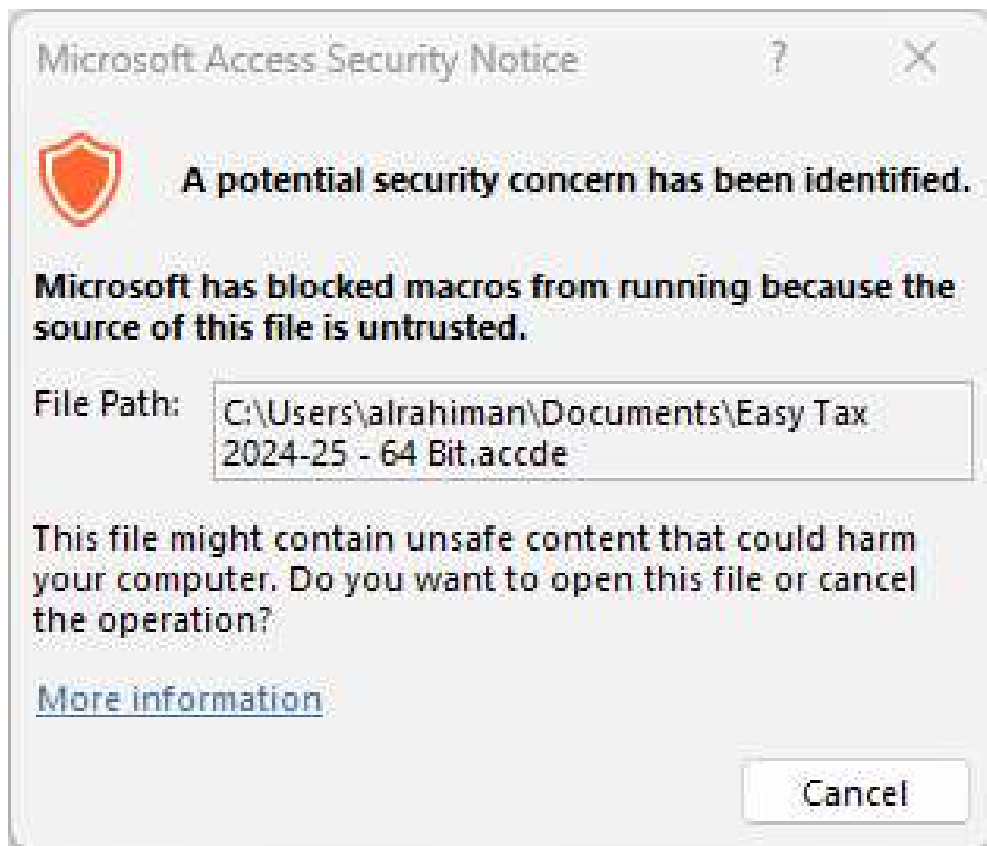 Microsoft Access Security Notice ?
A potential security concern has been identified.
Microsoft has blocked macros from running because the
source of this file is untrusted.
File Path: C:\Users\alrahiman\Documents\Easy Tax
2024-25 - 64 Bit.accde
This file might contain unsafe content that could harm
your computer. Do you want to open this file or cancel
the operation?
More information
Cancel